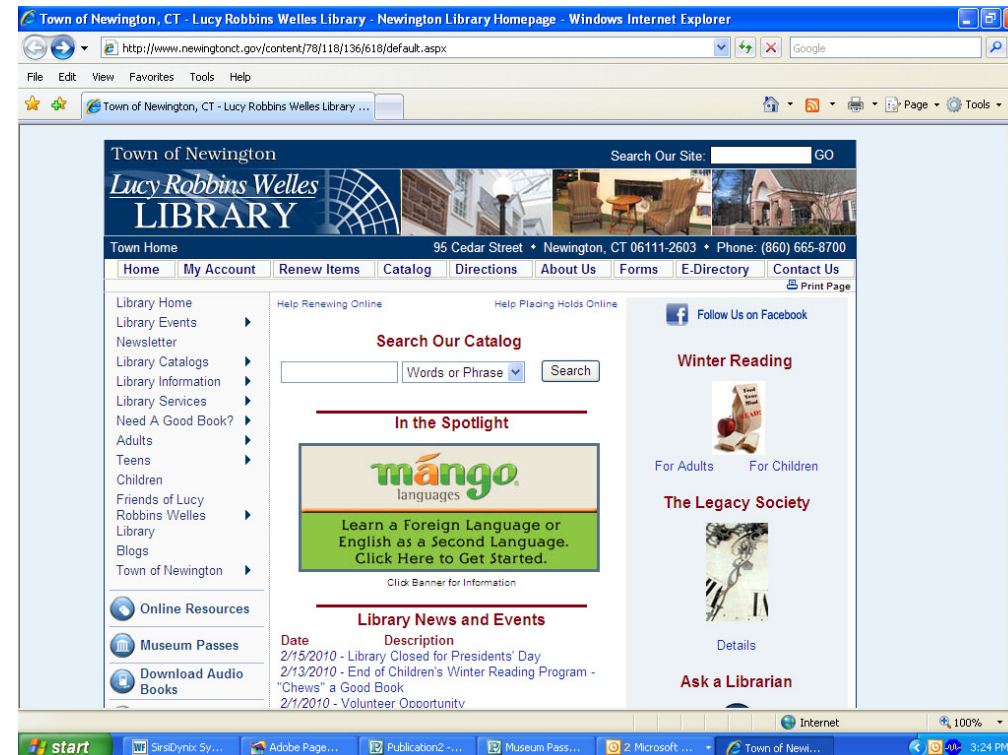 Town of Newington, CT - Lucy Robbins Welles Library - Newington Library Homepage - Windows Internet Explorer
http://www.newingtonct.gov/content/78/118/136/618/default.aspx
Google
File Edit View Favorites Tools Help
Town of Newington, CT - Lucy Robbins Welles Library ...
Page Tools
Town of Newington
Search Our Site: GO
Lucy Robbins Welles
LIBRARY
Town Home
95 Cedar Street • Newington, CT 06111-2603 • Phone: (860) 665-8700
Home My Account Renew Items Catalog Directions About Us Forms E-Directory Contact Us
Print Page
Library Home
Library Events
Newsletter
Library Catalogs
Library Information
Library Services
Need A Good Book?
Adults
Teens
Children
Friends of Lucy
Robbins Welles
Library
Blogs
Town of Newington
Online Resources
Museum Passes
Download Audio
Books
Help Renewing Online
Help Placing Holds Online
Search Our Catalog
Words or Phrase Search
In the Spotlight
mángo
languages
Learn a Foreign Language or
English as a Second Language.
Click Here to Get Started.
Click Banner for Information
Library News and Events
Date Description
2/15/2010 - Library Closed for Presidents' Day
2/13/2010 - End of Children's Winter Reading Program -
"Chews" a Good Book
2/1/2010 - Volunteer Opportunity
Follow Us on Facebook
Winter Reading
Food
Your
Mind
READ!
For Adults For Children
The Legacy Society
Details
Ask a Librarian
Internet
100%
start
SirsiDynix Sy...
Adobe Page...
Publication2 -...
Museum Pass...
2 Microsoft ...
Town of Newi...
3:24 PM